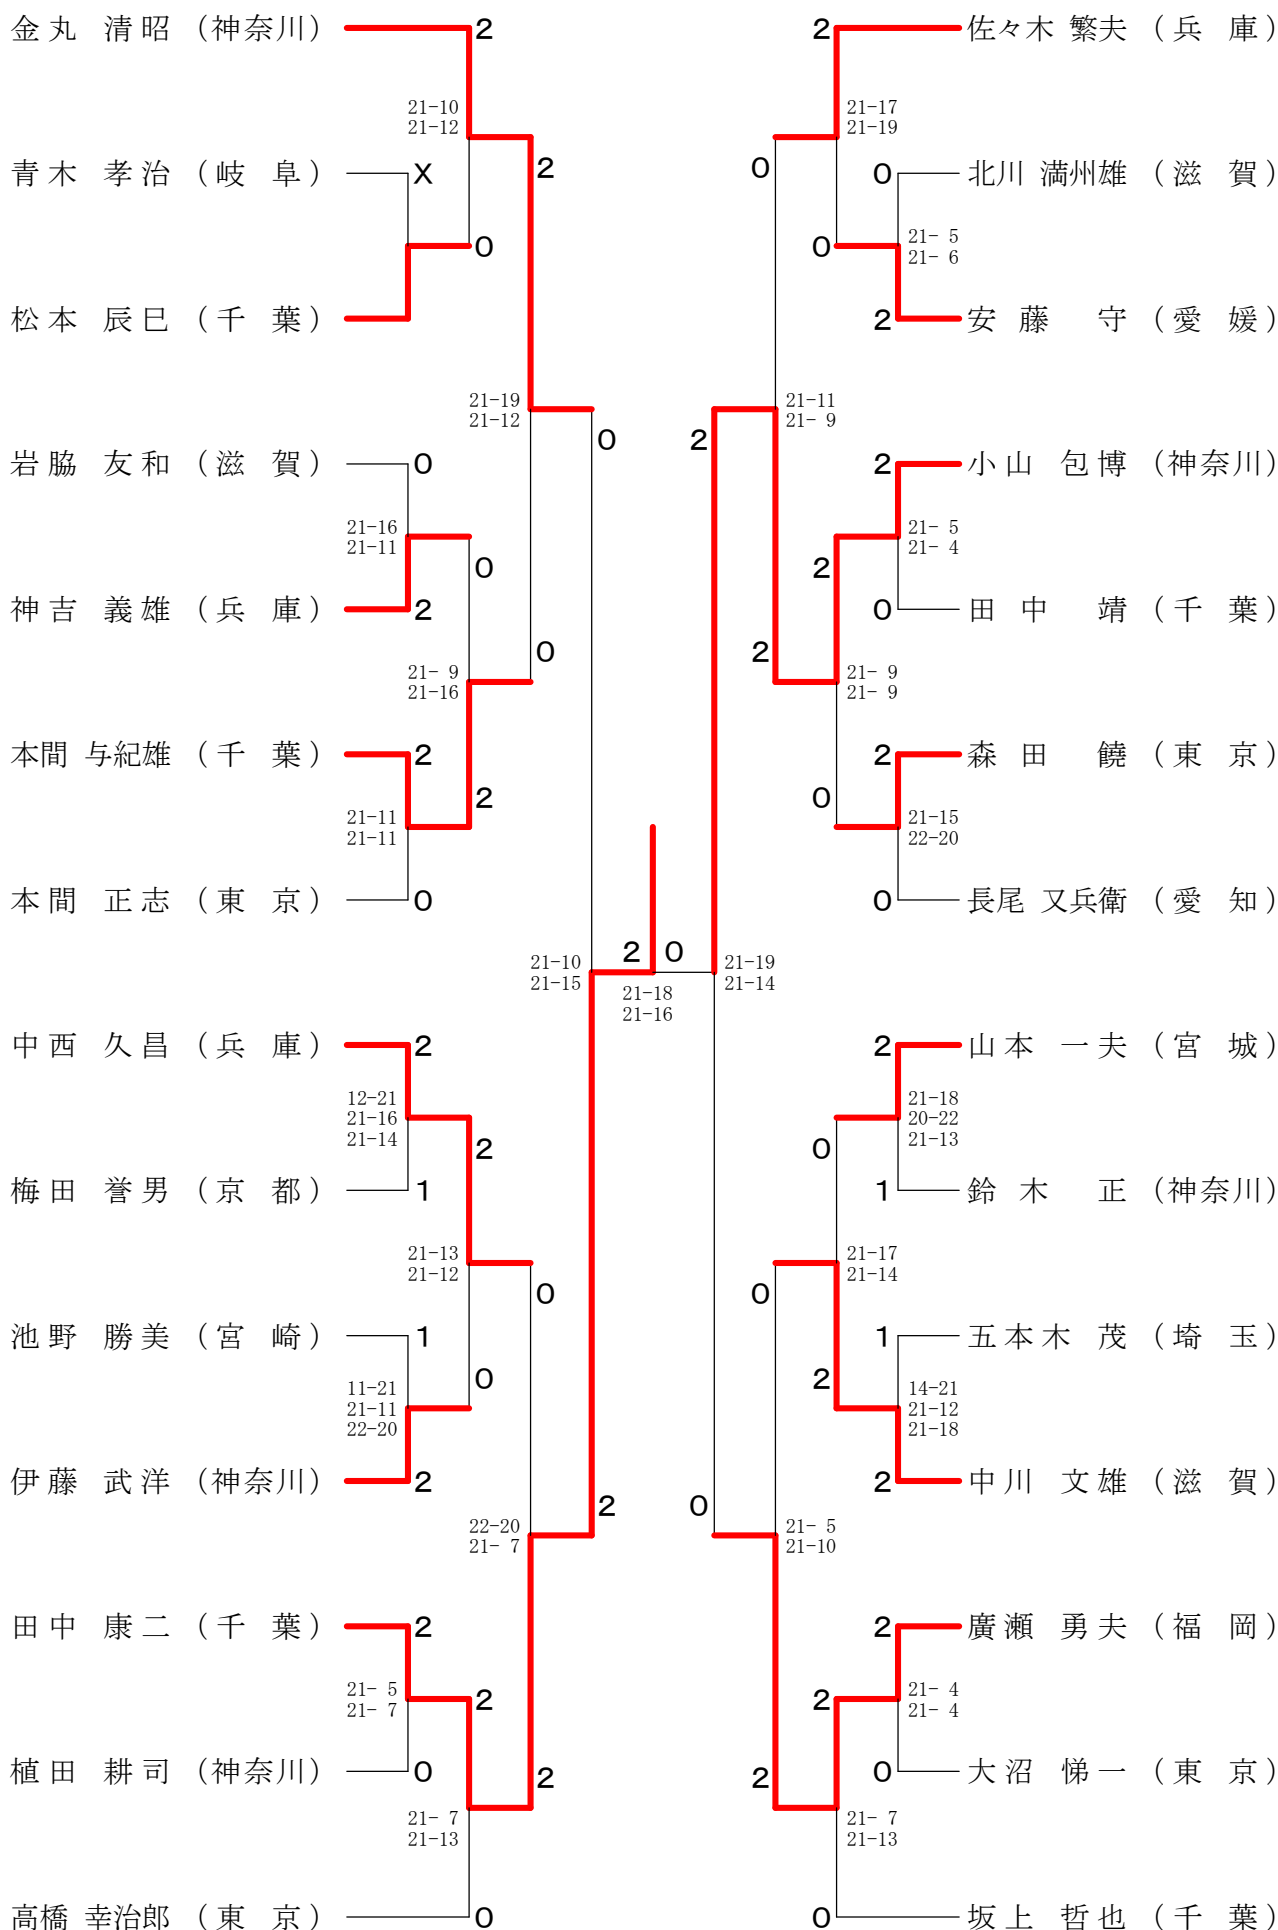 金丸 清昭 (神奈川) 2 2 佐々木 繁夫 (兵 庫)
21-10 21-17
21-12 21-19
青木 孝治 (岐 阜) X 2 0 0 北川 満州雄 (滋 賀)
0 0 21- 5
21- 6
松本 辰巳 (千 葉) 2 安藤 守 (愛 媛)
21-19 21-11
21-12 21- 9
0 2
岩脇 友和 (滋 賀) 0 2 小山 包博 (神奈川)
21-16 21- 5
21-11 21- 4
0 2
神吉 義雄 (兵 庫) 2 0 田中 靖 (千 葉)
0 2
21- 9 21- 9
21-16 21- 9
本間 与紀雄 (千 葉) 2 2 森田 饒 (東 京)
2 0
21-11 21-15
21-11 22-20
本間 正志 (東 京) 0 0 長尾 又兵衛 (愛 知)
2 0
21-10 21-19
21-15 21-14
21-18
21-16
中西 久昌 (兵 庫) 2 2 山本 一夫 (宮 城)
12-21 21-18
21-16 20-22
21-14 21-13
2 0
梅田 誉男 (京 都) 1 1 鈴木 正 (神奈川)
21-13 21-17
21-12 21-14
0 0
池野 勝美 (宮 崎) 1 1 五本木 茂 (埼 玉)
0 2
11-21 14-21
21-11 21-12
22-20 21-18
伊藤 武洋 (神奈川) 2 2 中川 文雄 (滋 賀)
2 0
22-20 21- 5
21- 7 21-10
田中 康二 (千 葉) 2 2 廣瀬 勇夫 (福 岡)
21- 5 21- 4
21- 7 21- 4
2 2
植田 耕司 (神奈川) 0 2 2 0 大沼 悌一 (東 京)
21- 7 21- 7
21-13 21-13
高橋 幸治郎 (東 京) 0 0 坂上 哲也 (千 葉)